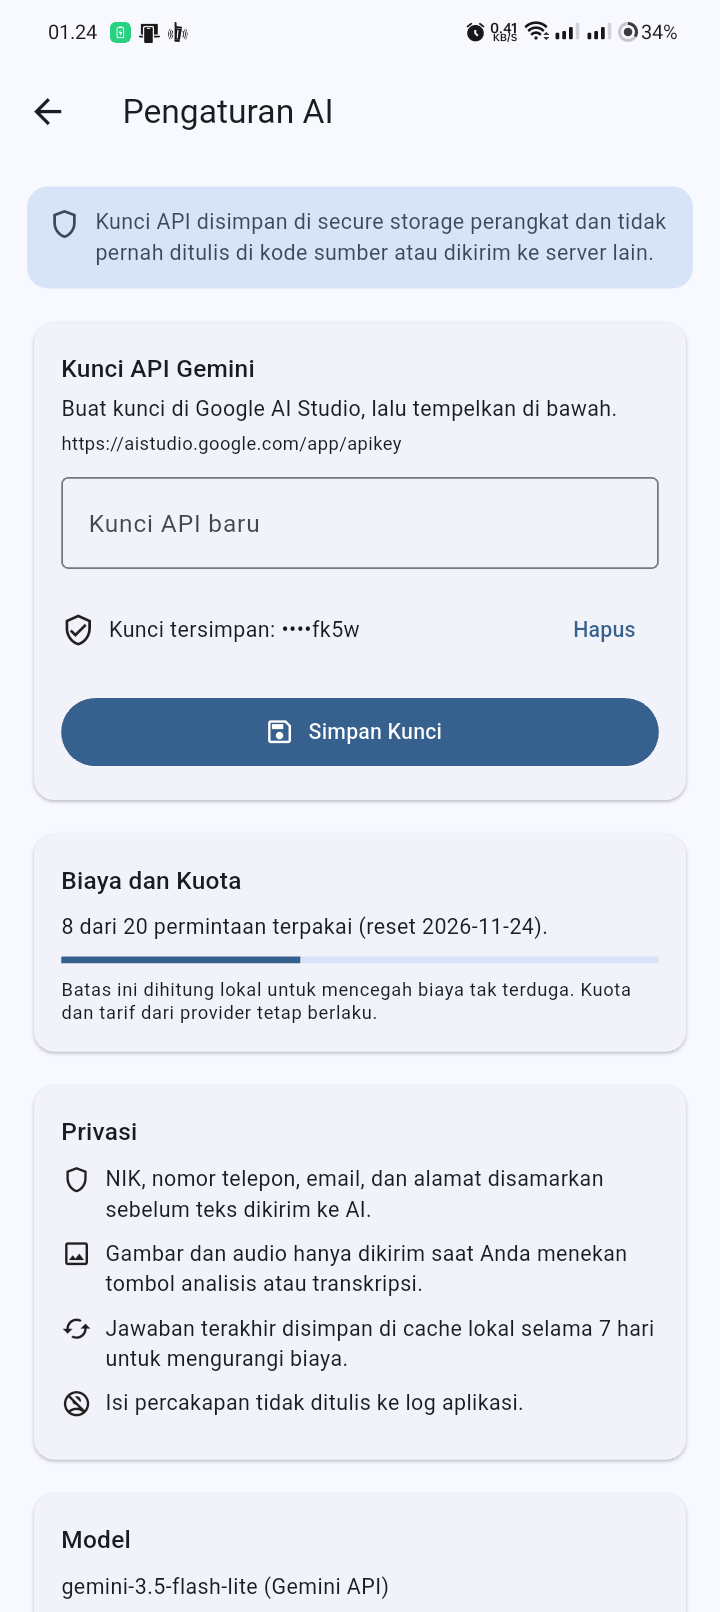 01.24
0.41
KB/S
34%
Pengaturan AI
Kunci API disimpan di secure storage perangkat dan tidak
pernah ditulis di kode sumber atau dikirim ke server lain.
Kunci API Gemini
Buat kunci di Google AI Studio, lalu tempelkan di bawah.
https://aistudio.google.com/app/apikey
Kunci API baru
Kunci tersimpan: ••••fk5w
Hapus
Simpan Kunci
Biaya dan Kuota
8 dari 20 permintaan terpakai (reset 2026-11-24).
Batas ini dihitung lokal untuk mencegah biaya tak terduga. Kuota
dan tarif dari provider tetap berlaku.
Privasi
NIK, nomor telepon, email, dan alamat disamarkan
sebelum teks dikirim ke AI.
Gambar dan audio hanya dikirim saat Anda menekan
tombol analisis atau transkripsi.
Jawaban terakhir disimpan di cache lokal selama 7 hari
untuk mengurangi biaya.
Isi percakapan tidak ditulis ke log aplikasi.
Model
gemini-3.5-flash-lite (Gemini API)